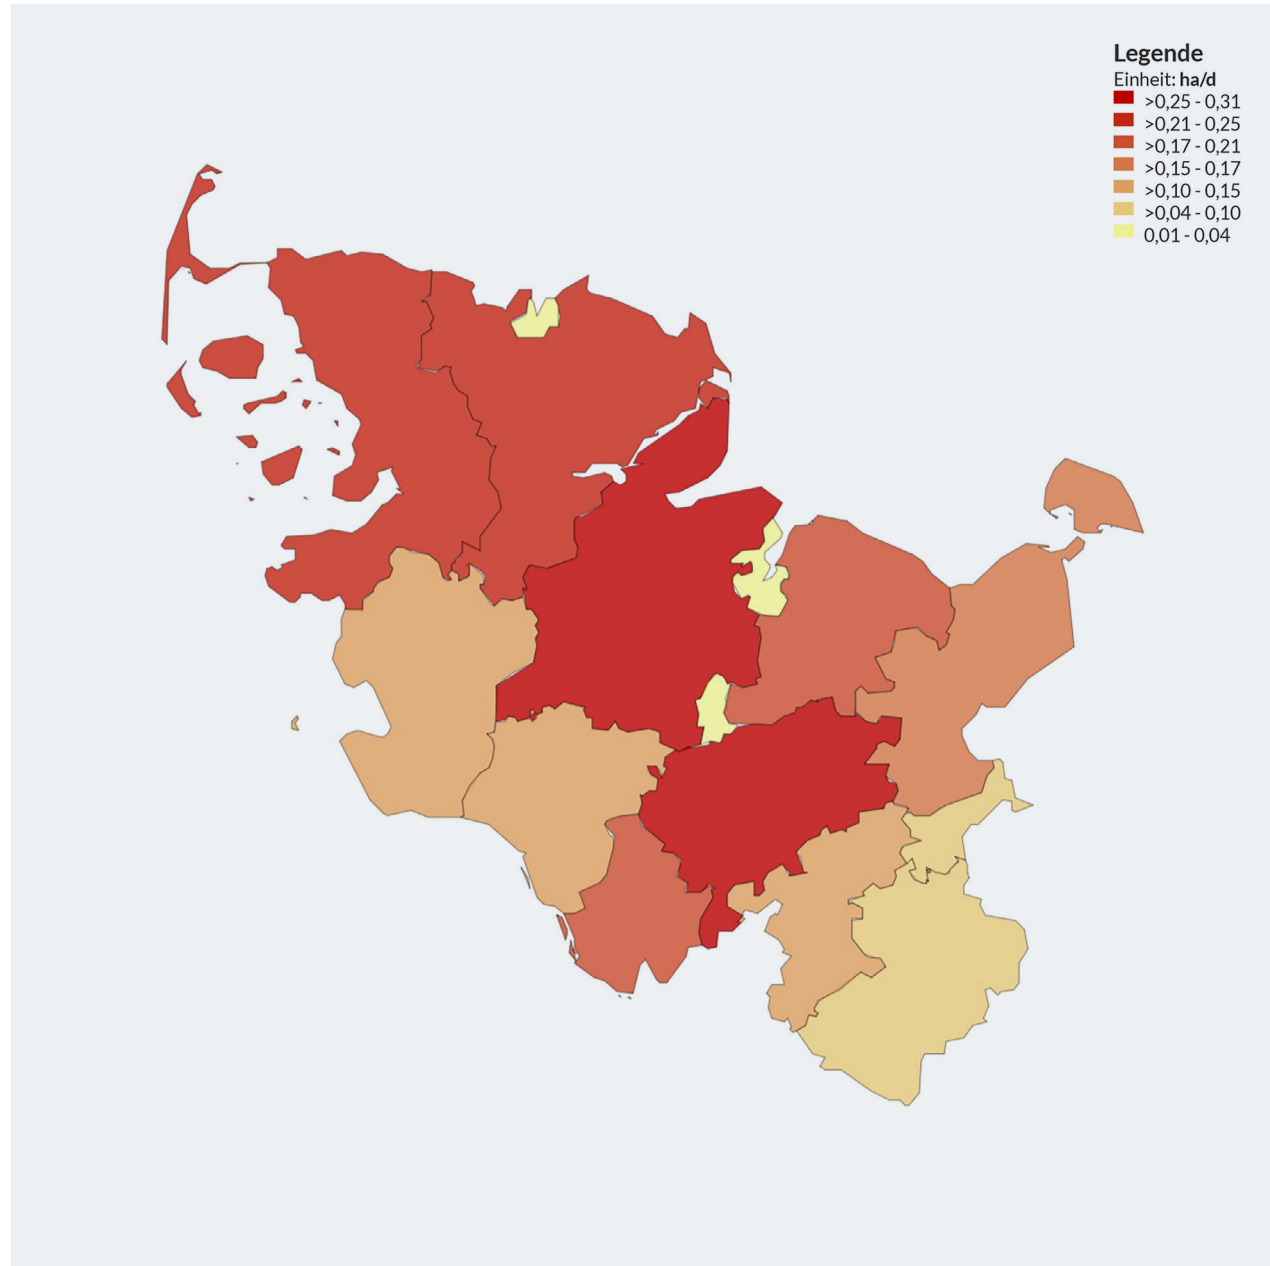 Legende
Einheit: ha/d
>0,25 - 0,31
>0,21 - 0,25
>0,17 - 0,21
>0,15 - 0,17
>0,10 - 0,15
>0,04 - 0,10
0,01 - 0,04